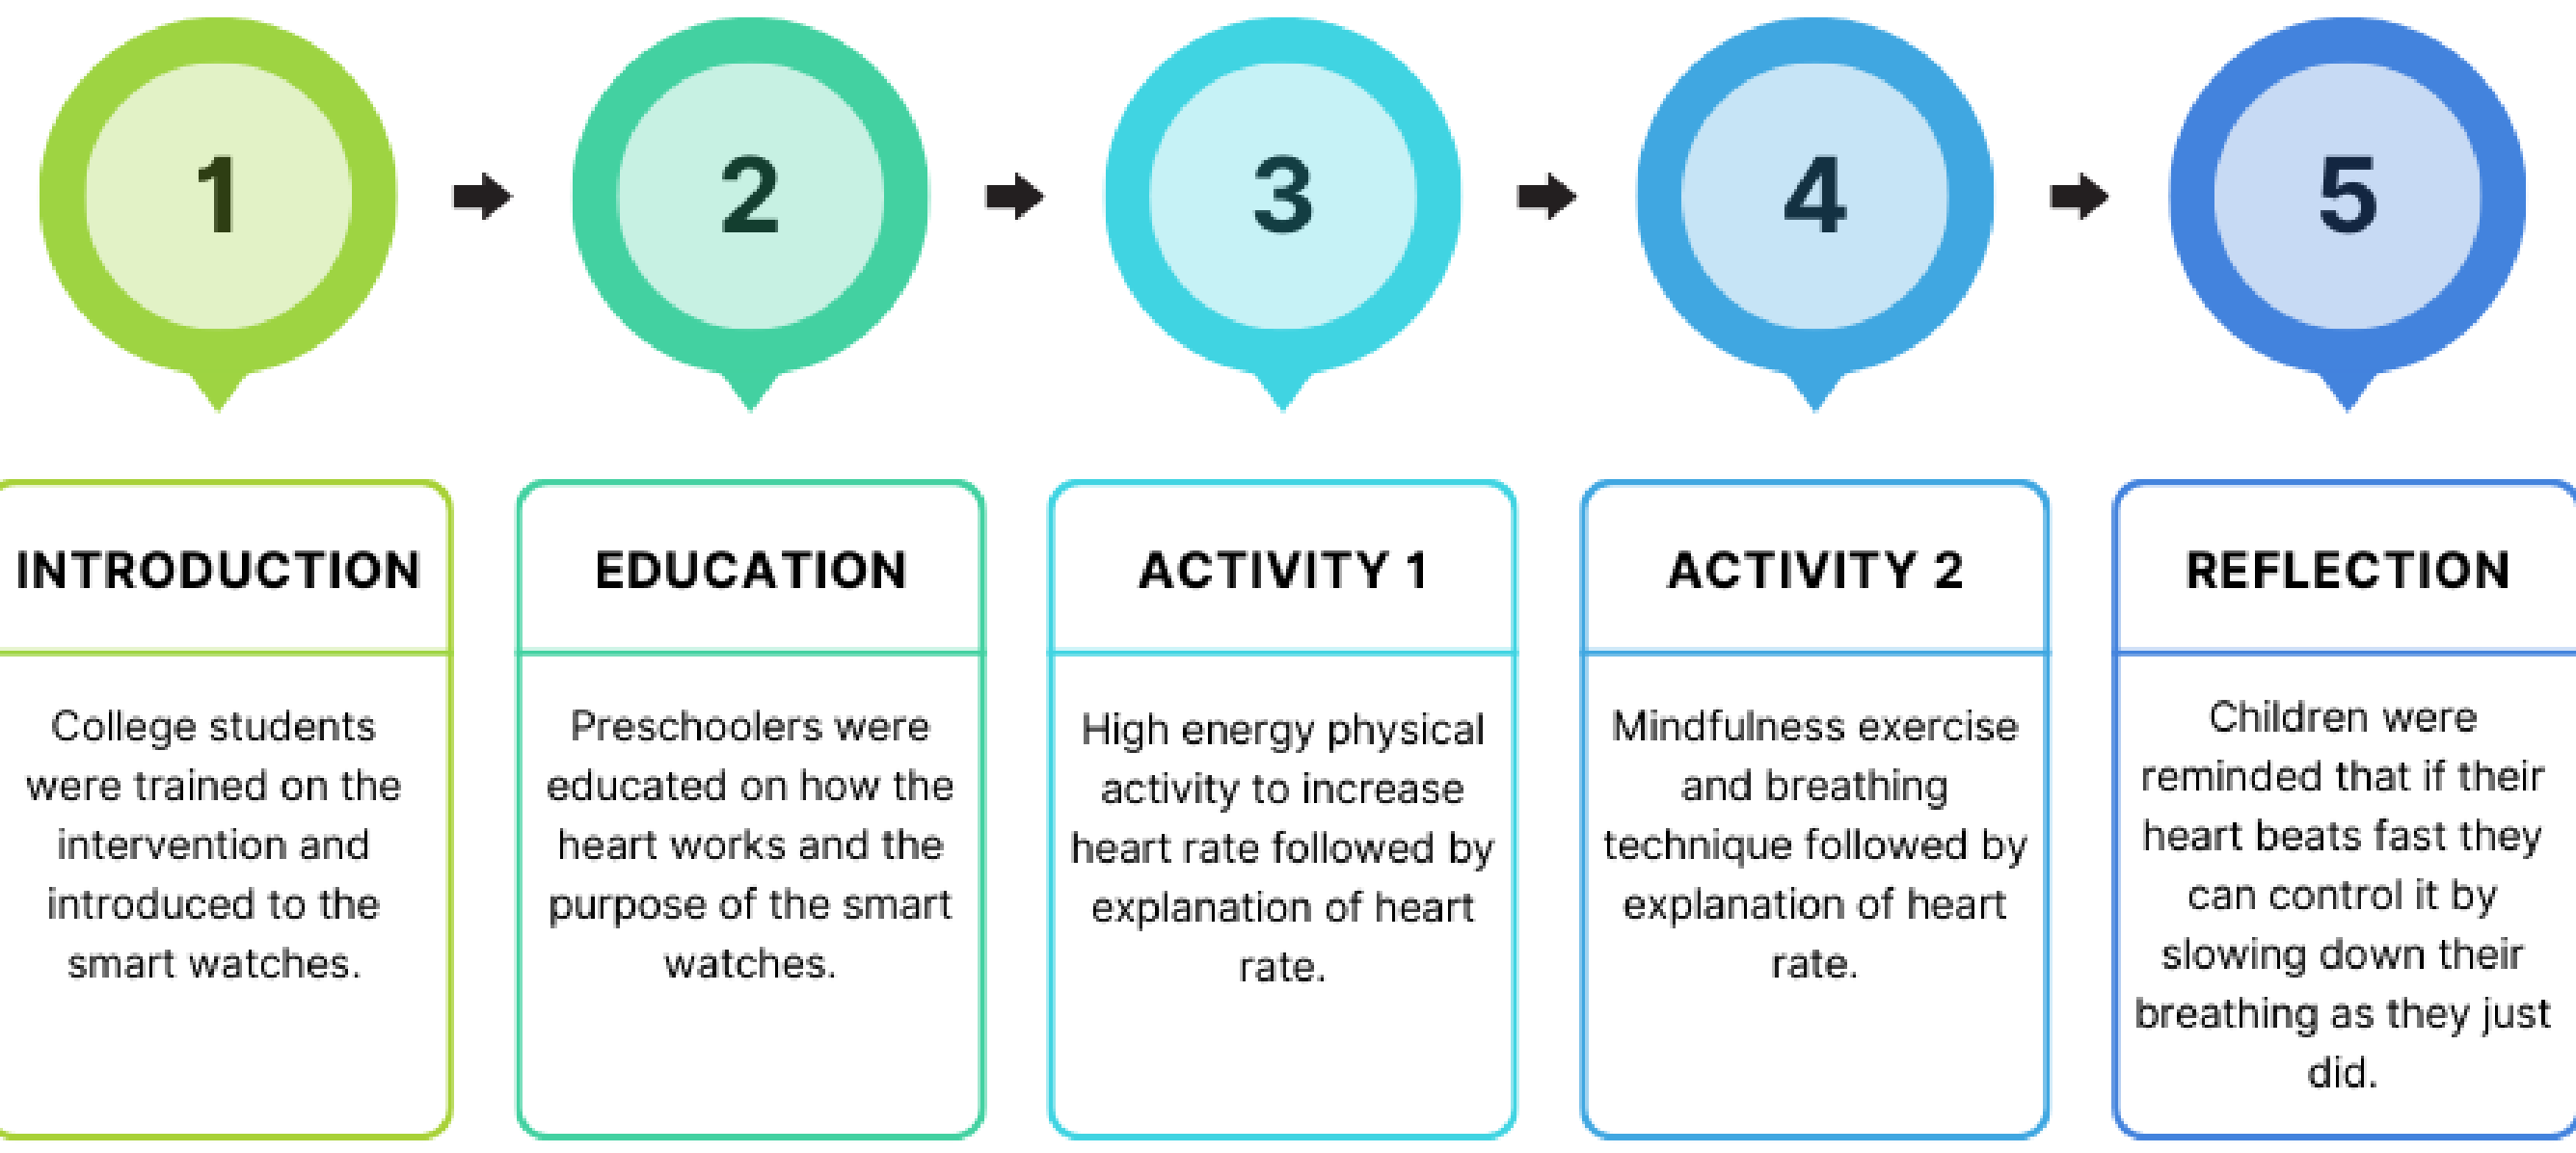 1
2
3
4
5
INTRODUCTION
College students
were trained on the
intervention and
introduced to the
smart watches.
EDUCATION
Preschoolers were
educated on how the
heart works and the
purpose of the smart
watches.
ACTIVITY 1
High energy physical
activity to increase
heart rate followed by
explanation of heart
rate.
ACTIVITY 2
Mindfulness exercise
and breathing
technique followed by
explanation of heart
rate.
REFLECTION
Children were
reminded that if their
heart beats fast they
can control it by
slowing down their
breathing as they just
did.